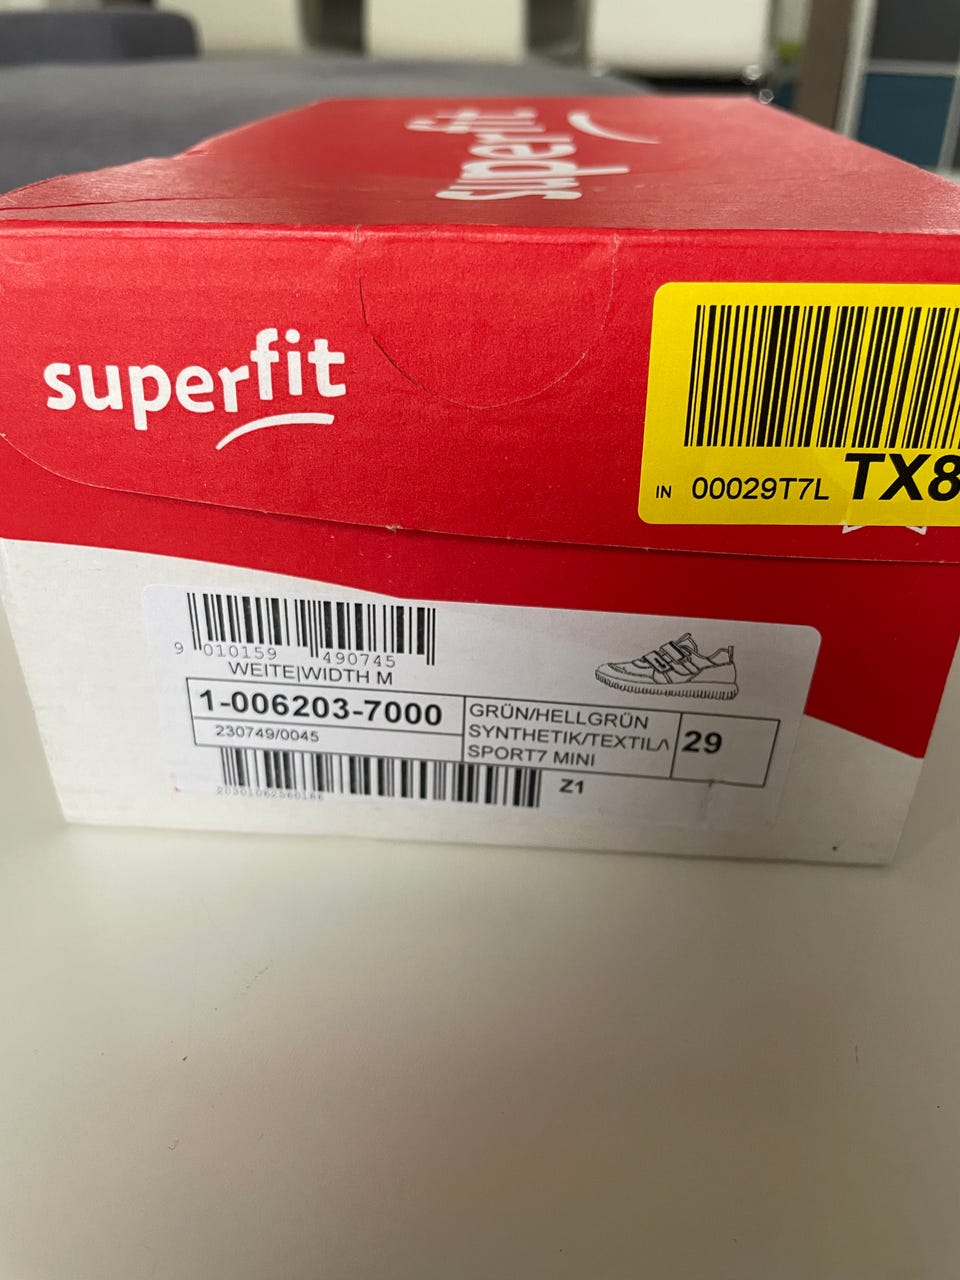 superfit
superfit
IN 00029T7L TX8
9 010159 490745
WEITE|WIDTH M
1-006203-7000
230749/0045
GRÜN/HELLGRÜN
SYNTHETIK/TEXTIL/
SPORT7 MINI
29
Z1